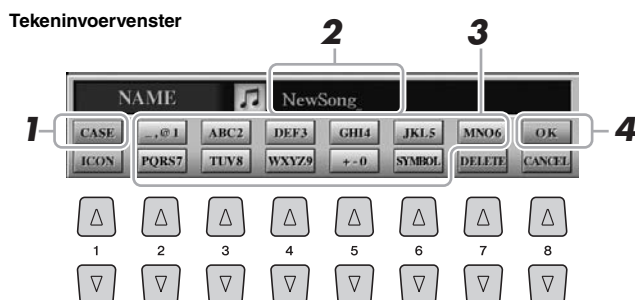 Tekeninvoervenster
2 3
NAME NewSong_
1 CASE _,@1 ABC2 DEF3 GHI4 JKL5 MNO6 OK 4
ICON PQRS7 TUV8 WXYZ9 +-0 SYMBOL DELETE CANCEL
1 2 3 4 5 6 7 8